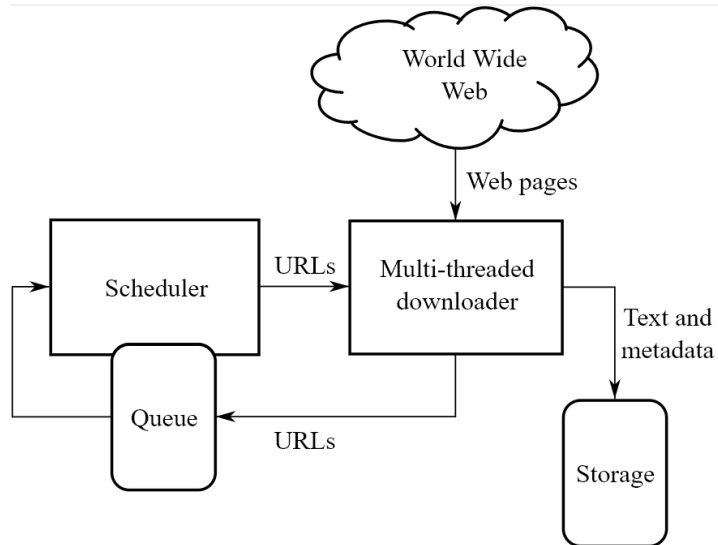 World Wide
Web
Web pages
Scheduler
URLs
Multi-threaded
downloader
Text and
metadata
Queue
URLs
Storage